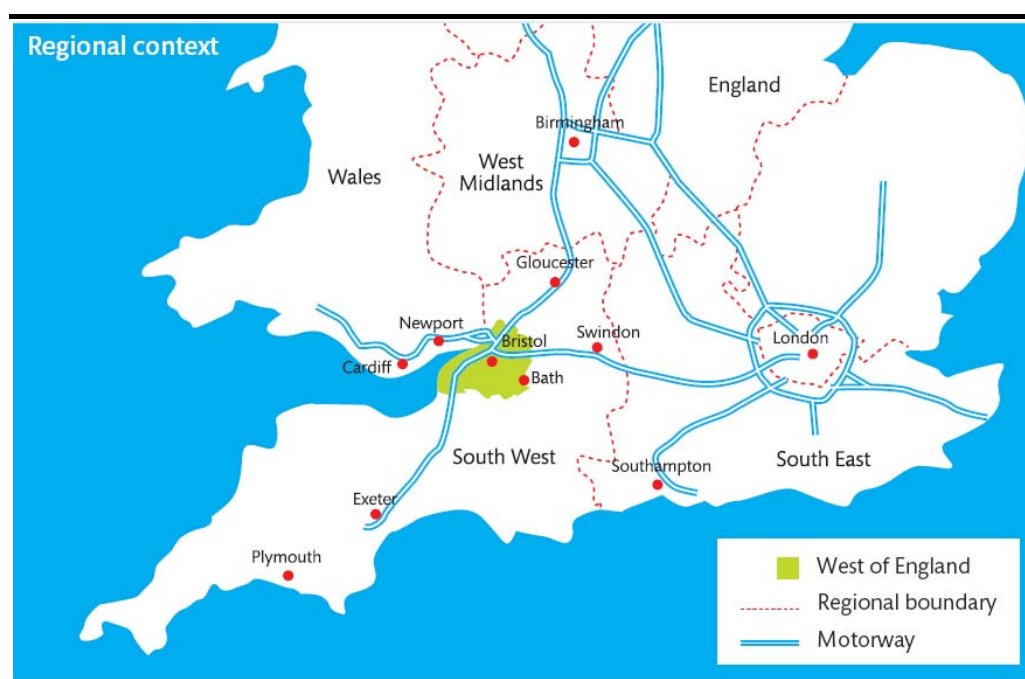 Regional context
England
Birmingham
West
Midlands
Wales
Gloucester
Newport
Swindon
Bristol
London
Cardiff
Bath
South West
Southampton
South East
Exeter
Plymouth
West of England
Regional boundary
Motorway